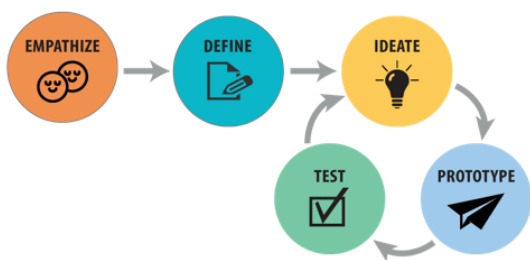 EMPATHIZE
DEFINE
IDEATE
TEST
PROTOTYPE